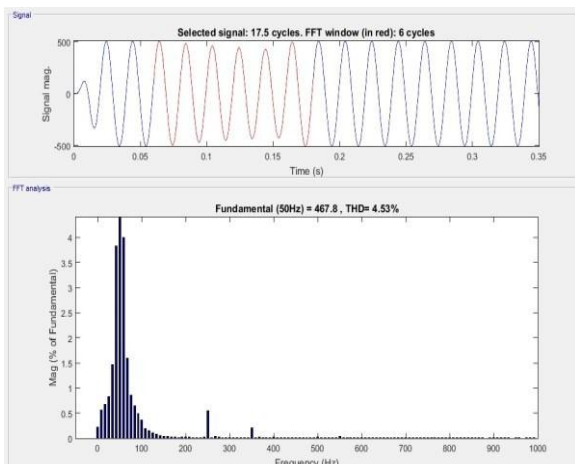 Signal
Selected signal: 17.5 cycles. FFT window (in red): 6 cycles
Signal mag.
500
0
-500
0 0.05 0.1 0.15 0.2 0.25 0.3 0.35
Time (s)
FFT analysis
Fundamental (50Hz) = 467.8 , THD= 4.53%
Mag (% of Fundamental)
4
3.5
3
2.5
2
1.5
1
0.5
0
0 100 200 300 400 500 600 700 800 900 1000
Frequency (Hz)